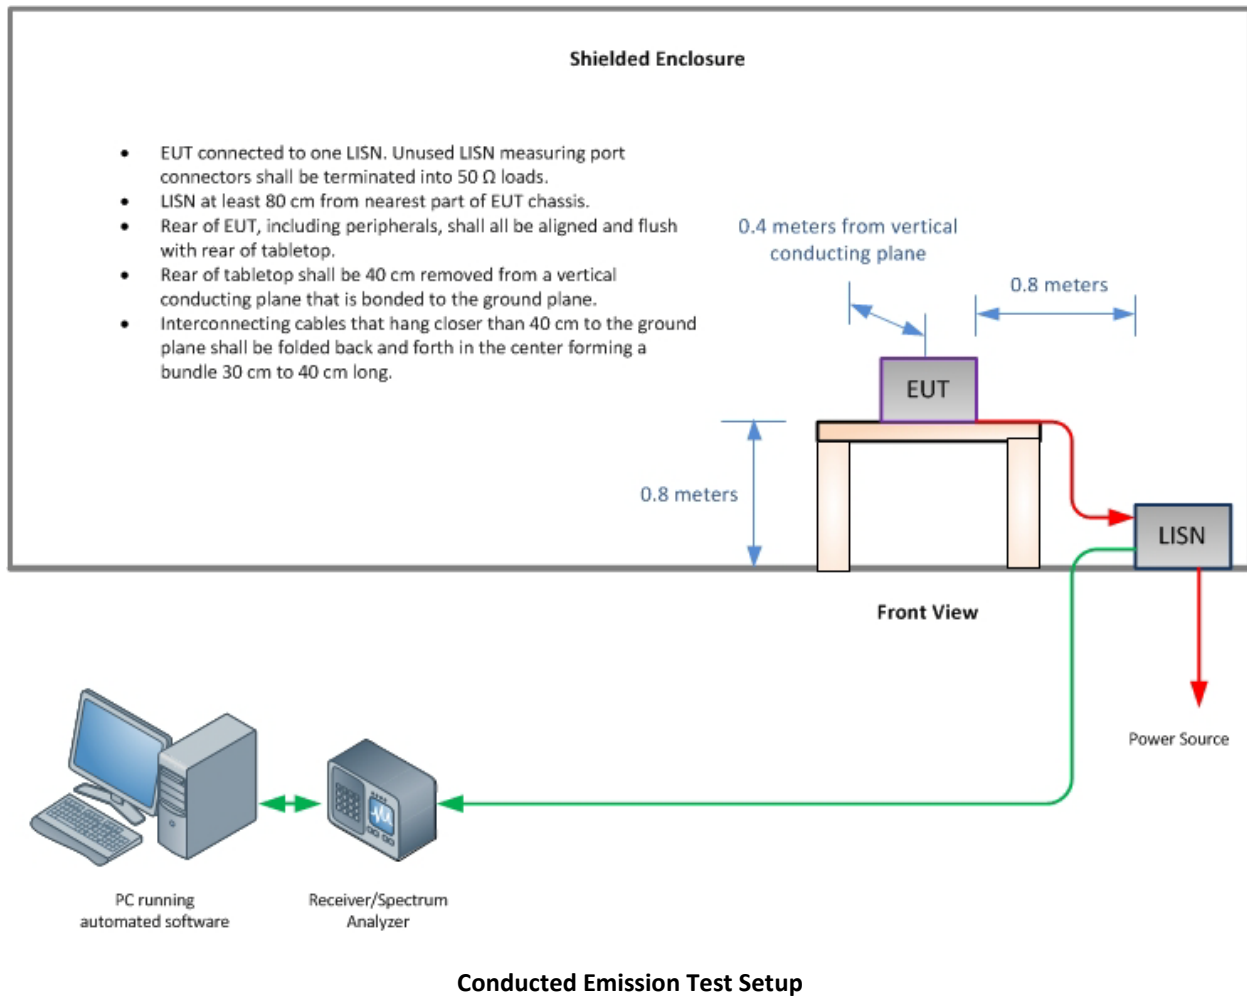 Shielded Enclosure
• EUT connected to one LISN. Unused LISN measuring port
connectors shall be terminated into 50 Ω loads.
• LISN at least 80 cm from nearest part of EUT chassis.
• Rear of EUT, including peripherals, shall all be aligned and flush
with rear of tabletop.
• Rear of tabletop shall be 40 cm removed from a vertical
conducting plane that is bonded to the ground plane.
• Interconnecting cables that hang closer than 40 cm to the ground
plane shall be folded back and forth in the center forming a
bundle 30 cm to 40 cm long.
0.4 meters from vertical
conducting plane
0.8 meters
EUT
0.8 meters
LISN
Front View
Power Source
PC running
automated software
Receiver/Spectrum
Analyzer
Conducted Emission Test Setup